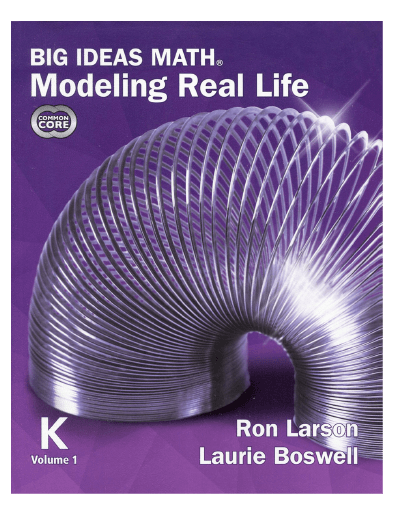 BIG IDEAS MATH®
Modeling Real Life
COMMON
CORE
K
Volume 1
Ron Larson
Laurie Boswell